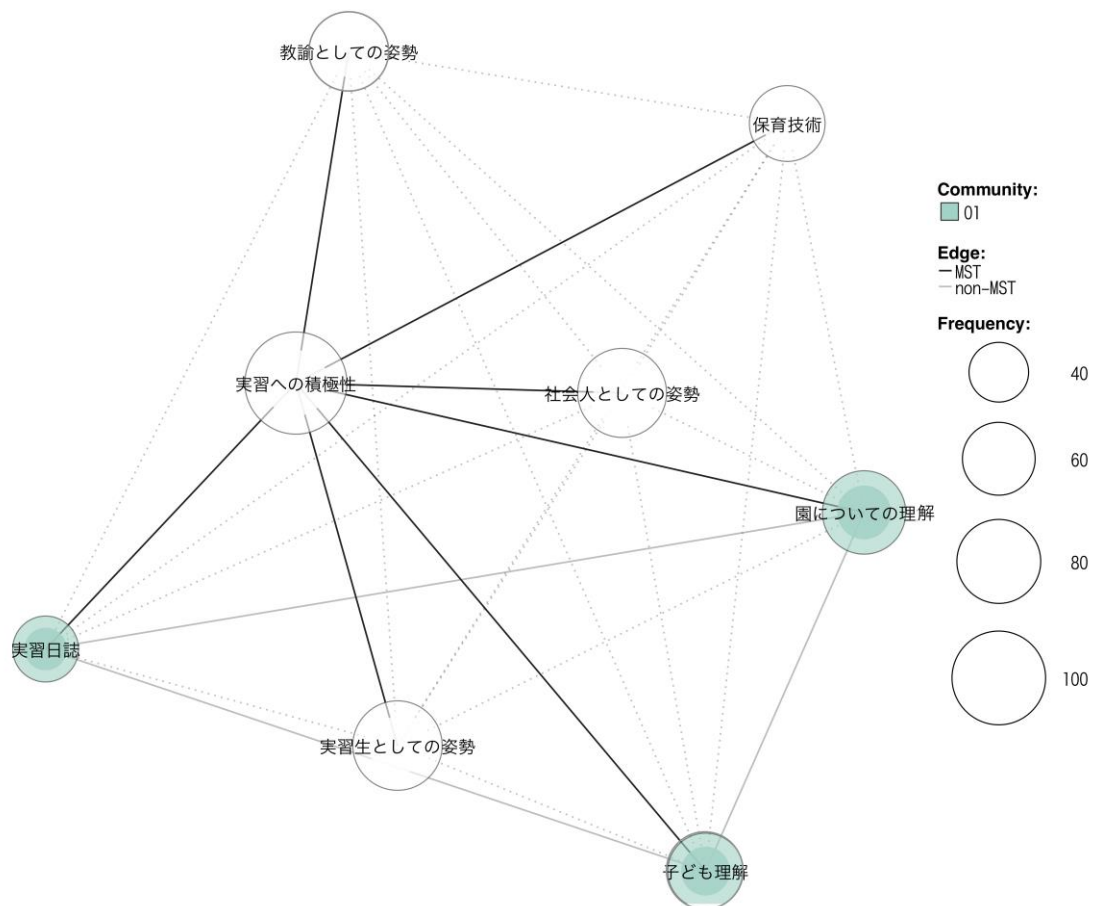 教諭としての姿勢
保育技術
実習への積極性
社会人としての姿勢
園についての理解
実習日誌
実習生としての姿勢
子ども理解
Community:
01
Edge:
MST
non-MST
Frequency:
40
60
80
100